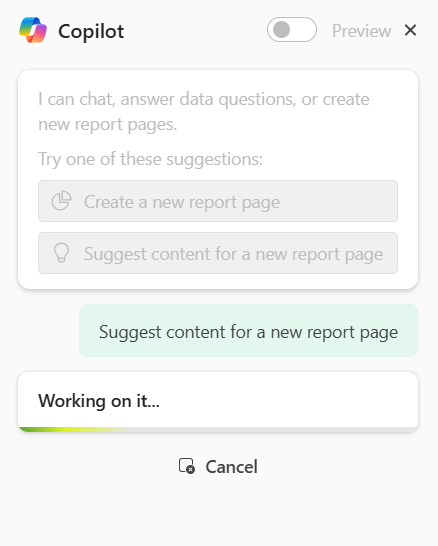 Copilot
Preview
I can chat, answer data questions, or create
new report pages.
Try one of these suggestions:
Create a new report page
Suggest content for a new report page
Suggest content for a new report page
Working on it...
Cancel